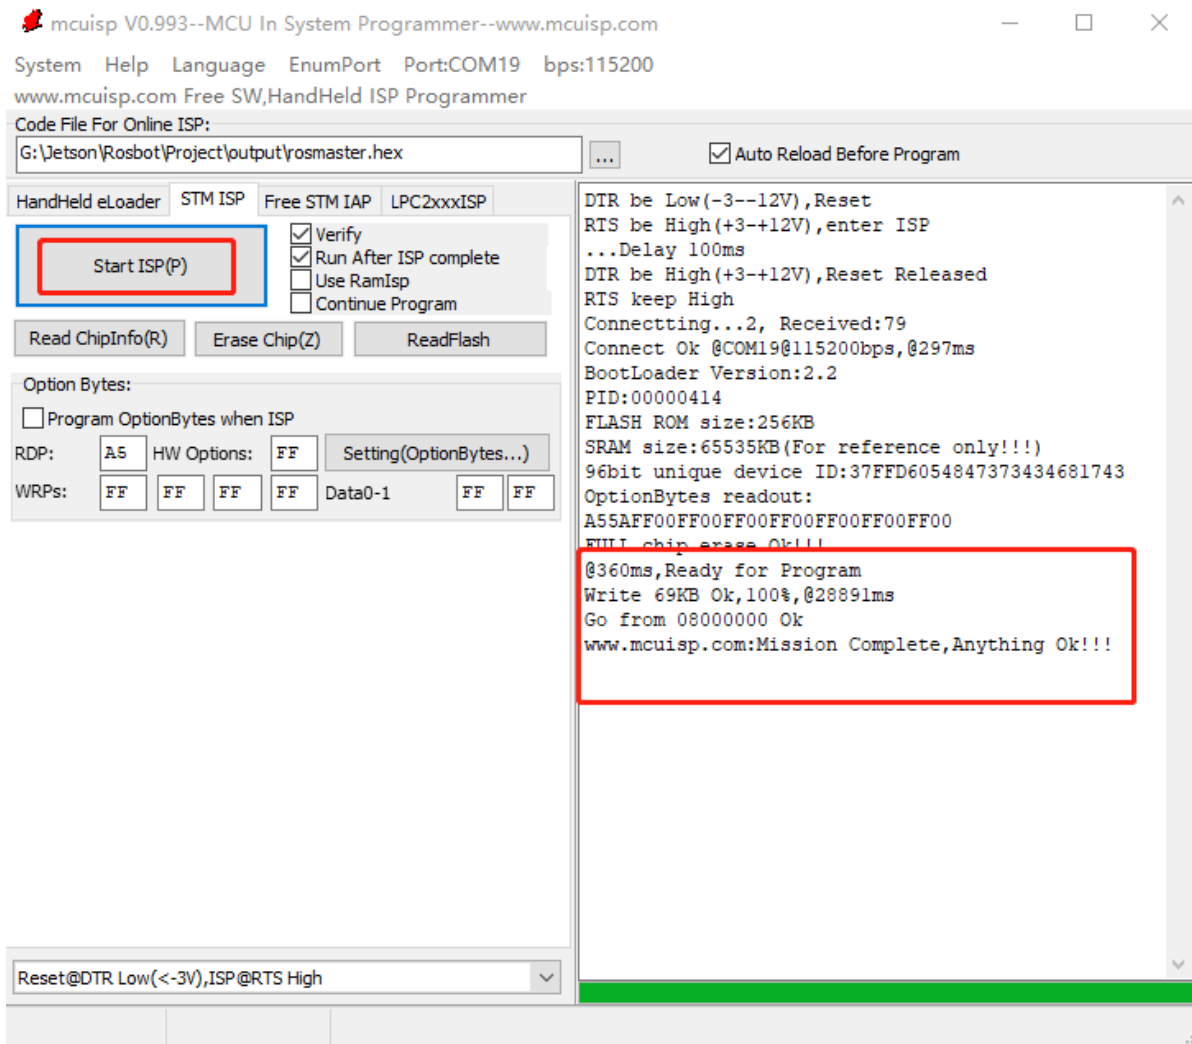 mcuisp V0.993--MCU In System Programmer--www.mcuisp.com
System Help Language EnumPort Port:COM19 bps:115200
www.mcuisp.com Free SW,HandHeld ISP Programmer
Code File For Online ISP:
G:\Jetson\Rosbot\Project\output\rosmaster.hex
...
Auto Reload Before Program
HandHeld eLoader STM ISP Free STM IAP LPC2xxxISP
Start ISP(P)
Verify
Run After ISP complete
Use RamIsp
Continue Program
Read ChipInfo(R) Erase Chip(Z) ReadFlash
Option Bytes:
Program OptionBytes when ISP
RDP: A5 HW Options: FF Setting(OptionBytes...)
WRPs: FF FF FF FF Data0-1 FF FF
Reset@DTR Low(<-3V),ISP@RTS High
DTR be Low(-3--12V),Reset
RTS be High(+3-+12V),enter ISP
...Delay 100ms
DTR be High(+3-+12V),Reset Released
RTS keep High
Connectting...2, Received:79
Connect Ok @COM19@115200bps,@297ms
BootLoader Version:2.2
PID:00000414
FLASH ROM size:256KB
SRAM size:65535KB(For reference only!!!)
96bit unique device ID:37FFD6054847373434681743
OptionBytes readout:
A55AFF00FF00FF00FF00FF00FF00FF00
FULL chip erase Ok!!!
@360ms,Ready for Program
Write 69KB Ok,100%,@28891ms
Go from 08000000 Ok
www.mcuisp.com:Mission Complete,Anything Ok!!!